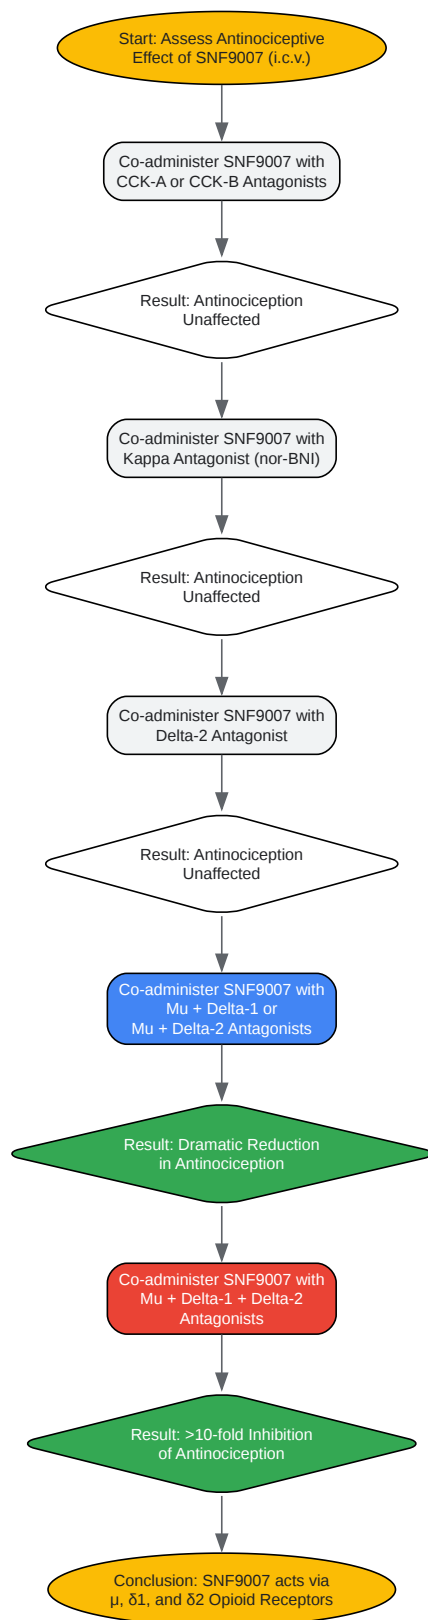 Start: Assess Antinociceptive
Effect of SNF9007 (i.c.v.)
Co-administer SNF9007 with
CCK-A or CCK-B Antagonists
Result: Antinociception
Unaffected
Co-administer SNF9007 with
Kappa Antagonist (nor-BNI)
Result: Antinociception
Unaffected
Co-administer SNF9007 with
Delta-2 Antagonist
Result: Antinociception
Unaffected
Co-administer SNF9007 with
Mu + Delta-1 or
Mu + Delta-2 Antagonists
Result: Dramatic Reduction
in Antinociception
Co-administer SNF9007 with
Mu + Delta-1 + Delta-2
Antagonists
Result: >10-fold Inhibition
of Antinociception
Conclusion: SNF9007 acts via
μ, δ1, and δ2 Opioid Receptors